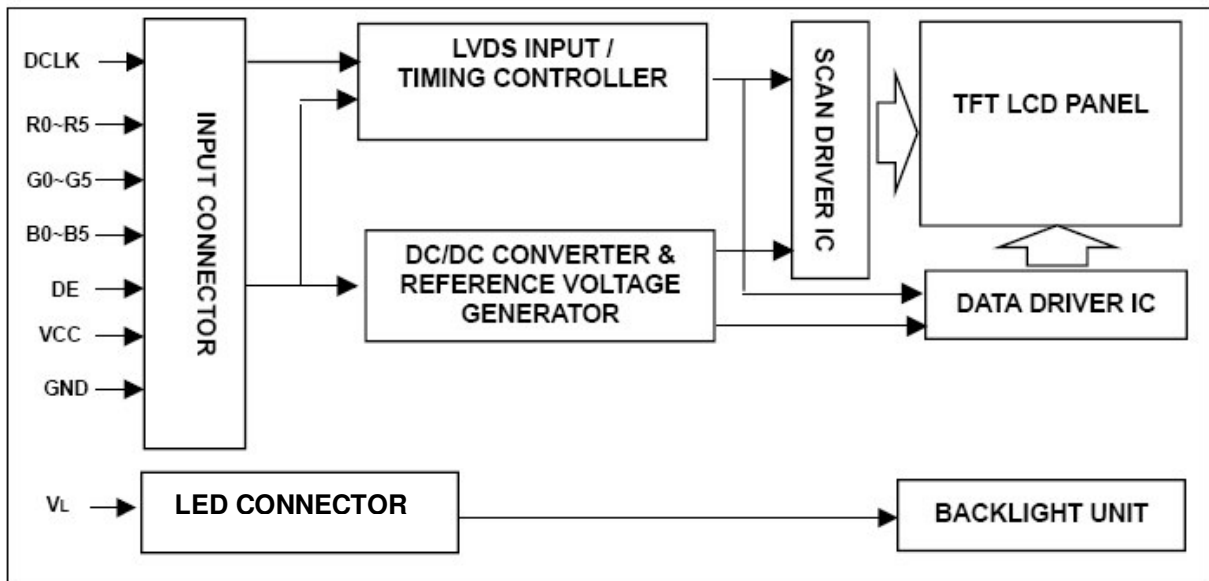 DCLK
R0~R5
G0~G5
B0~B5
DE
VCC
GND
INPUT CONNECTOR
LVDS INPUT /
TIMING CONTROLLER
DC/DC CONVERTER &
REFERENCE VOLTAGE
GENERATOR
SCAN DRIVER IC
TFT LCD PANEL
DATA DRIVER IC
VL
LED CONNECTOR
BACKLIGHT UNIT